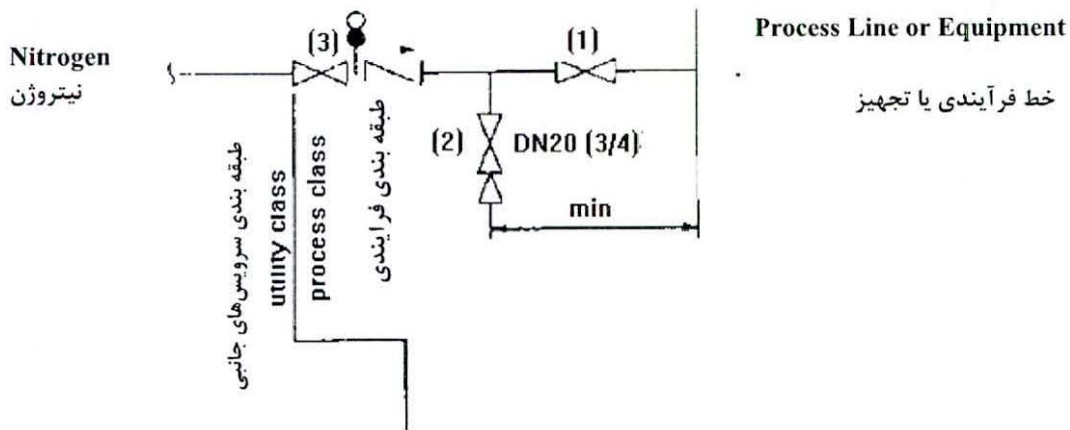 Process Line or Equipment
(3)
(1)
Nitrogen
نیتروژن
خط فرآیندی یا تجهیز
(2)
DN20 (3/4)
min
طبقه بندی سرویس‌های جانبی
utility class
process class
طبقه بندی فرایندی